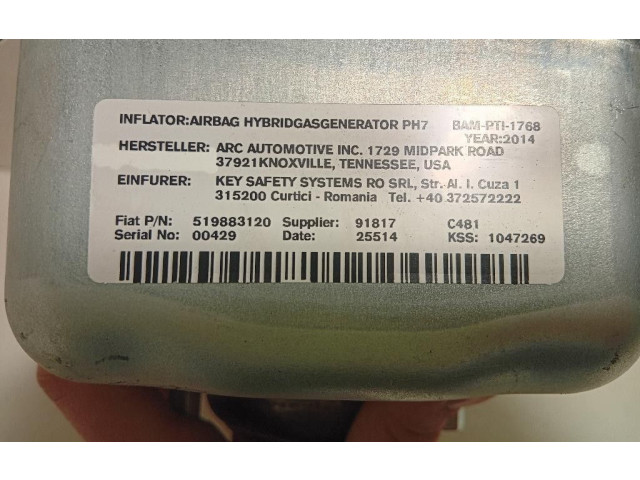 INFLATOR:AIRBAG HYBRIDGASGENERATOR PH7 BAM-PTI-1768
YEAR:2014
HERSTELLER: ARC AUTOMOTIVE INC. 1729 MIDPARK ROAD
37921KNOXVILLE, TENNESSEE, USA
EINFURER: KEY SAFETY SYSTEMS RO SRL, Str. Al. I. Cuza 1
315200 Curtici - Romania Tel. +40 372572222
Fiat P/N: 519883120 Supplier: 91817 C481
Serial No: 00429 Date: 25514 KSS: 1047269